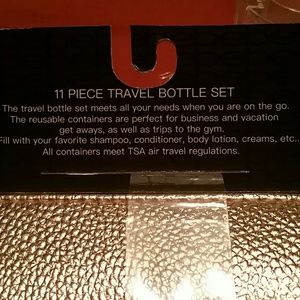 11 PIECE TRAVEL BOTTLE SET
The travel bottle set meets all your needs when you are on the go.
The reusable containers are perfect for business and vacation
get aways, as well as trips to the gym.
Fill with your favorite shampoo, conditioner, body lotion, creams, etc..
All containers meet TSA air travel regulations.